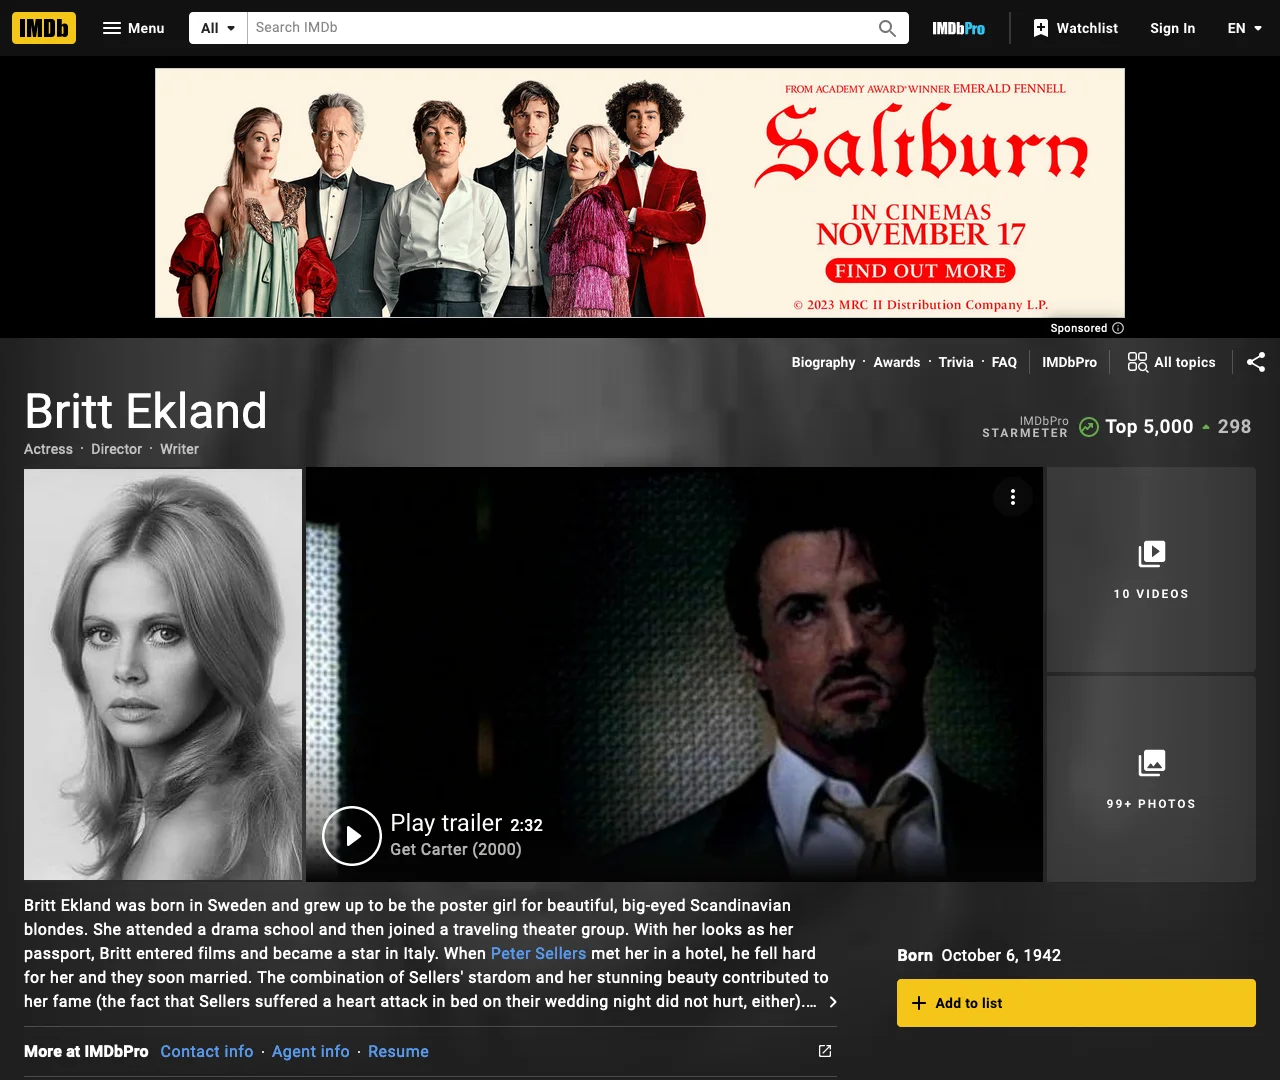 IMDb Menu All Search IMDb IMDbPro Watchlist Sign In EN
FROM ACADEMY AWARD® WINNER EMERALD FENNELL
Saltburn
IN CINEMAS
NOVEMBER 17
FIND OUT MORE
© 2023 MRC II Distribution Company L.P.
Sponsored
Biography · Awards · Trivia · FAQ IMDbPro All topics
Britt Ekland
Actress · Director · Writer
IMDbPro
STARMETER
Top 5,000 298
10 VIDEOS
99+ PHOTOS
Play trailer 2:32
Get Carter (2000)
Britt Ekland was born in Sweden and grew up to be the poster girl for beautiful, big-eyed Scandinavian
blondes. She attended a drama school and then joined a traveling theater group. With her looks as her
passport, Britt entered films and became a star in Italy. When Peter Sellers met her in a hotel, he fell hard
for her and they soon married. The combination of Sellers' stardom and her stunning beauty contributed to
her fame (the fact that Sellers suffered a heart attack in bed on their wedding night did not hurt, either)....
Born October 6, 1942
Add to list
More at IMDbPro Contact info · Agent info · Resume